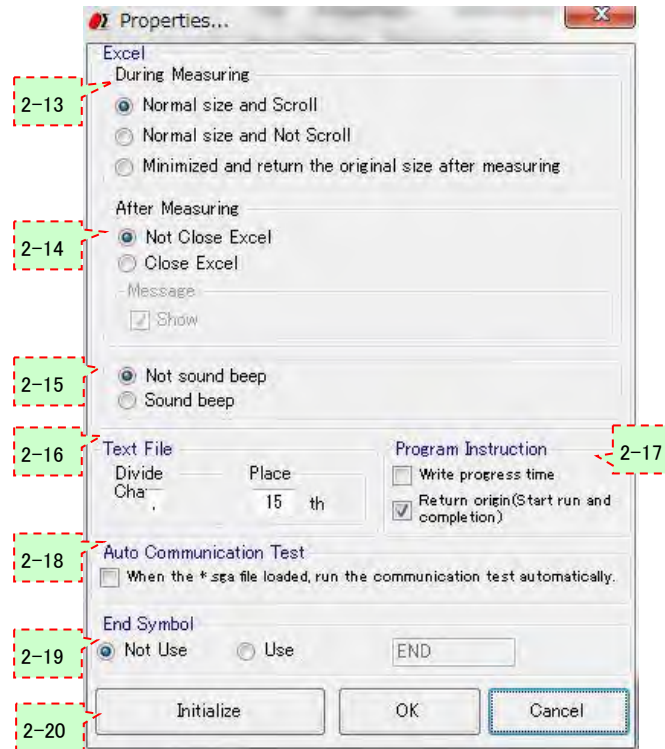 Properties...
Excel
During Measuring
2-13
Normal size and Scroll
Normal size and Not Scroll
Minimized and return the original size after measuring
After Measuring
2-14
Not Close Excel
Close Excel
Message
Show
2-15
Not sound beep
Sound beep
2-16
Text File
Program Instruction
2-17
Divide
Place
Write progress time
Cha
.
15 th
Return origin(Start run and
completion)
2-18
Auto Communication Test
When the *.sga file loaded, run the communication test automatically.
End Symbol
2-19
Not Use
Use
END
2-20
Initialize
OK
Cancel